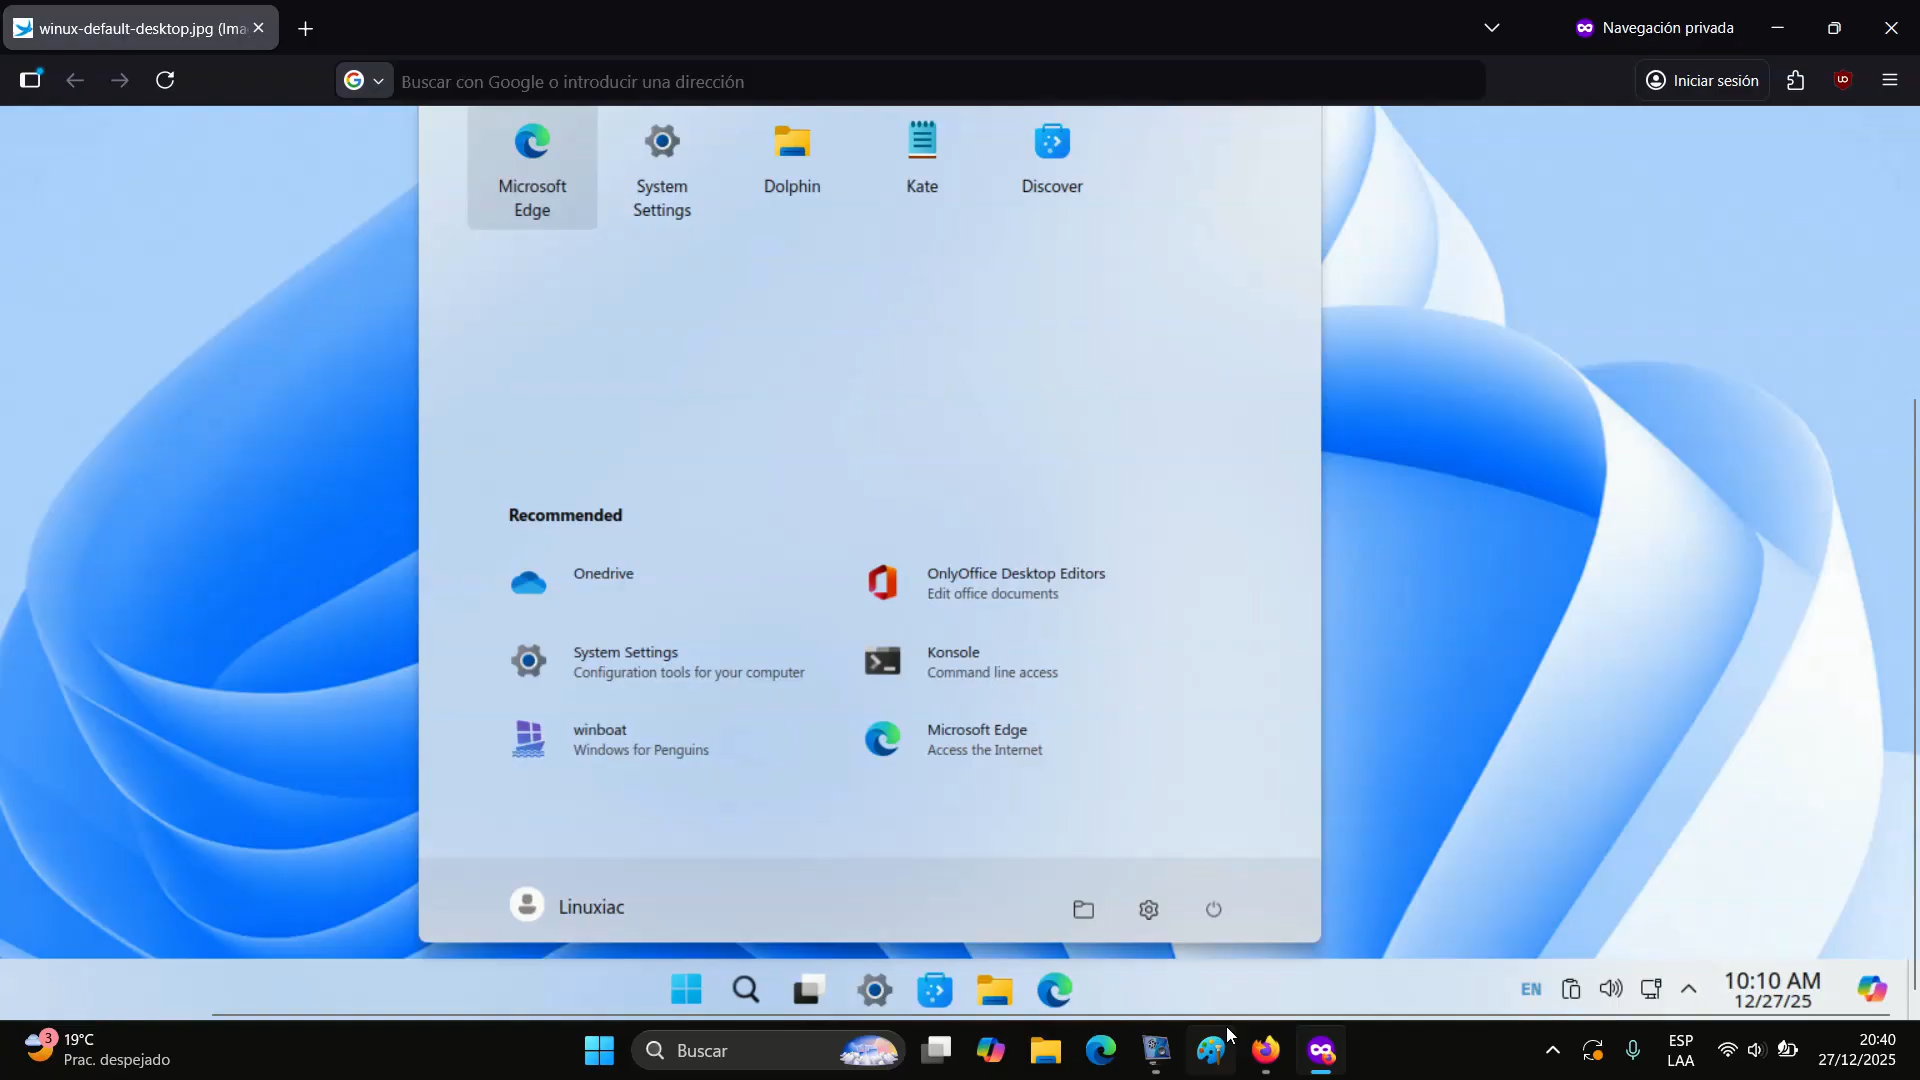 winux-default-desktop.jpg (Ima
Navegación privada
Buscar con Google o introducir una dirección
Iniciar sesión
Microsoft
Edge
System
Settings
Dolphin
Kate
Discover
Recommended
Onedrive
OnlyOffice Desktop Editors
Edit office documents
System Settings
Configuration tools for your computer
Konsole
Command line access
winboat
Windows for Penguins
Microsoft Edge
Access the Internet
Linuxiac
EN
10:10 AM
12/27/25
3
19°C
Prac. despejado
Buscar
ESP
LAA
20:40
27/12/2025